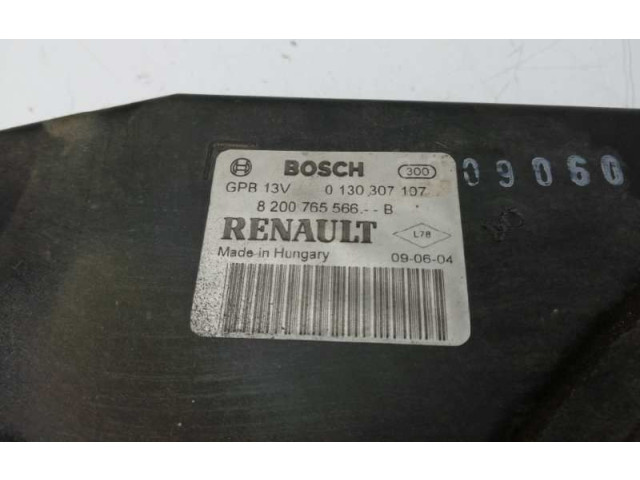 BOSCH 300
GPB 13V 0 130 307 107
8 200 765 566.-- B
RENAULT L78
Made in Hungary 09-06-04
09060